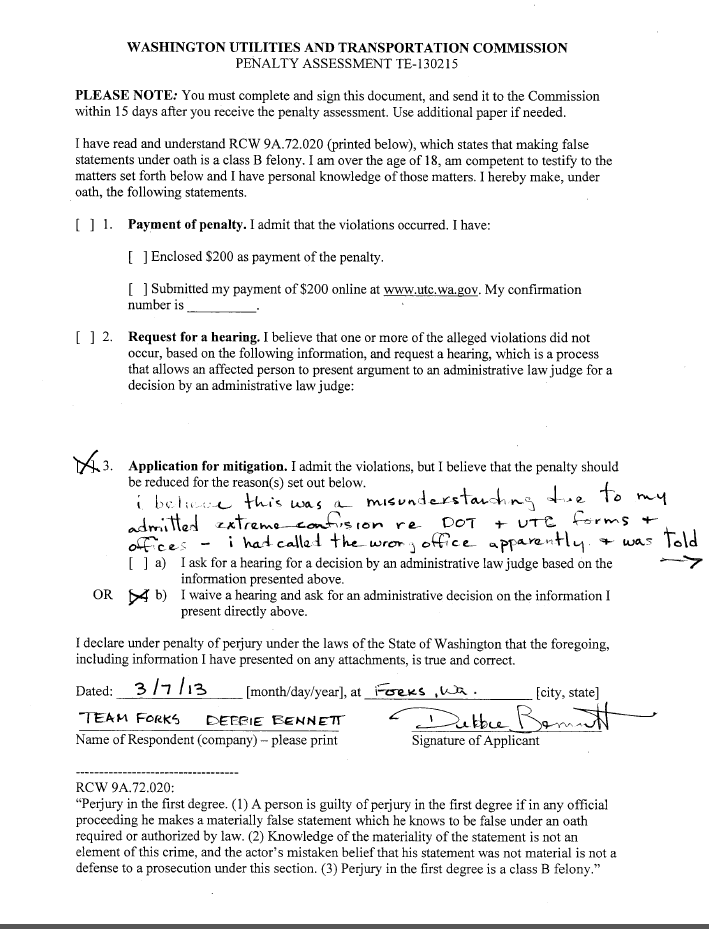 WASHINGTON UTILITIES AND TRANSPORTATION COMMISSION
PENALTY ASSESSMENT TE-130215
PLEASE NOTE: You must complete and sign this document, and send it to the Commission
within 15 days after you receive the penalty assessment. Use additional paper if needed.
I have read and understand RCW 9A.72.020 (printed below), which states that making false
statements under oath is a class B felony. I am over the age of 18, am competent to testify to the
matters set forth below and I have personal knowledge of those matters. I hereby make, under
oath, the following statements.
[ ] 1. Payment of penalty. I admit that the violations occurred. I have:
[ ] Enclosed $200 as payment of the penalty.
[ ] Submitted my payment of $200 online at www.utc.wa.gov. My confirmation
number is __________.
[ ] 2. Request for a hearing. I believe that one or more of the alleged violations did not
occur, based on the following information, and request a hearing, which is a process
that allows an affected person to present argument to an administrative law judge for a
decision by an administrative law judge:
[X] 3. Application for mitigation. I admit the violations, but I believe that the penalty should
be reduced for the reason(s) set out below.
i believe this was a misunderstanding due to my
admitted extreme confusion re DOT + UTC forms +
offices - i had called the wrong office apparently + was told
[ ] a) I ask for a hearing for a decision by an administrative law judge based on the →
information presented above.
OR [X] b) I waive a hearing and ask for an administrative decision on the information I
present directly above.
I declare under penalty of perjury under the laws of the State of Washington that the foregoing,
including information I have presented on any attachments, is true and correct.
Dated: 3/7/13 [month/day/year], at Forks, Wa. [city, state]
TEAM FORKS DEBBIE BENNETT Debbie Bennett
Name of Respondent (company) – please print Signature of Applicant
-----------------------------------
RCW 9A.72.020:
“Perjury in the first degree. (1) A person is guilty of perjury in the first degree if in any official
proceeding he makes a materially false statement which he knows to be false under an oath
required or authorized by law. (2) Knowledge of the materiality of the statement is not an
element of this crime, and the actor’s mistaken belief that his statement was not material is not a
defense to a prosecution under this section. (3) Perjury in the first degree is a class B felony.”